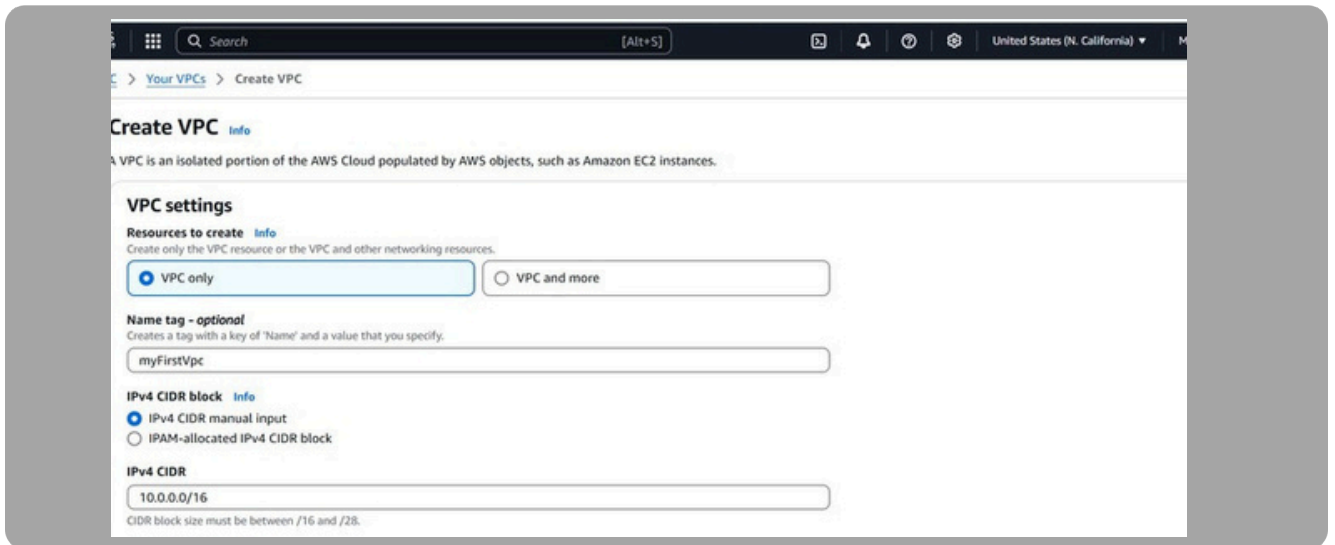 Search [Alt+S] United States (N. California) ▼
> Your VPCs > Create VPC
Create VPC Info
A VPC is an isolated portion of the AWS Cloud populated by AWS objects, such as Amazon EC2 instances.
VPC settings
Resources to create Info
Create only the VPC resource or the VPC and other networking resources.
VPC only VPC and more
Name tag - optional
Creates a tag with a key of 'Name' and a value that you specify.
myFirstVpc
IPv4 CIDR block Info
IPv4 CIDR manual input
IPAM-allocated IPv4 CIDR block
IPv4 CIDR
10.0.0.0/16
CIDR block size must be between /16 and /28.